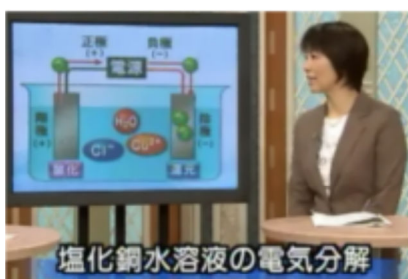 正極 負極
(+) (−)
電源
陽極 (+)
陰極 (−)
H₂O
Cl⁻ Cu²⁺
酸化 還元
塩化銅水溶液の電気分解